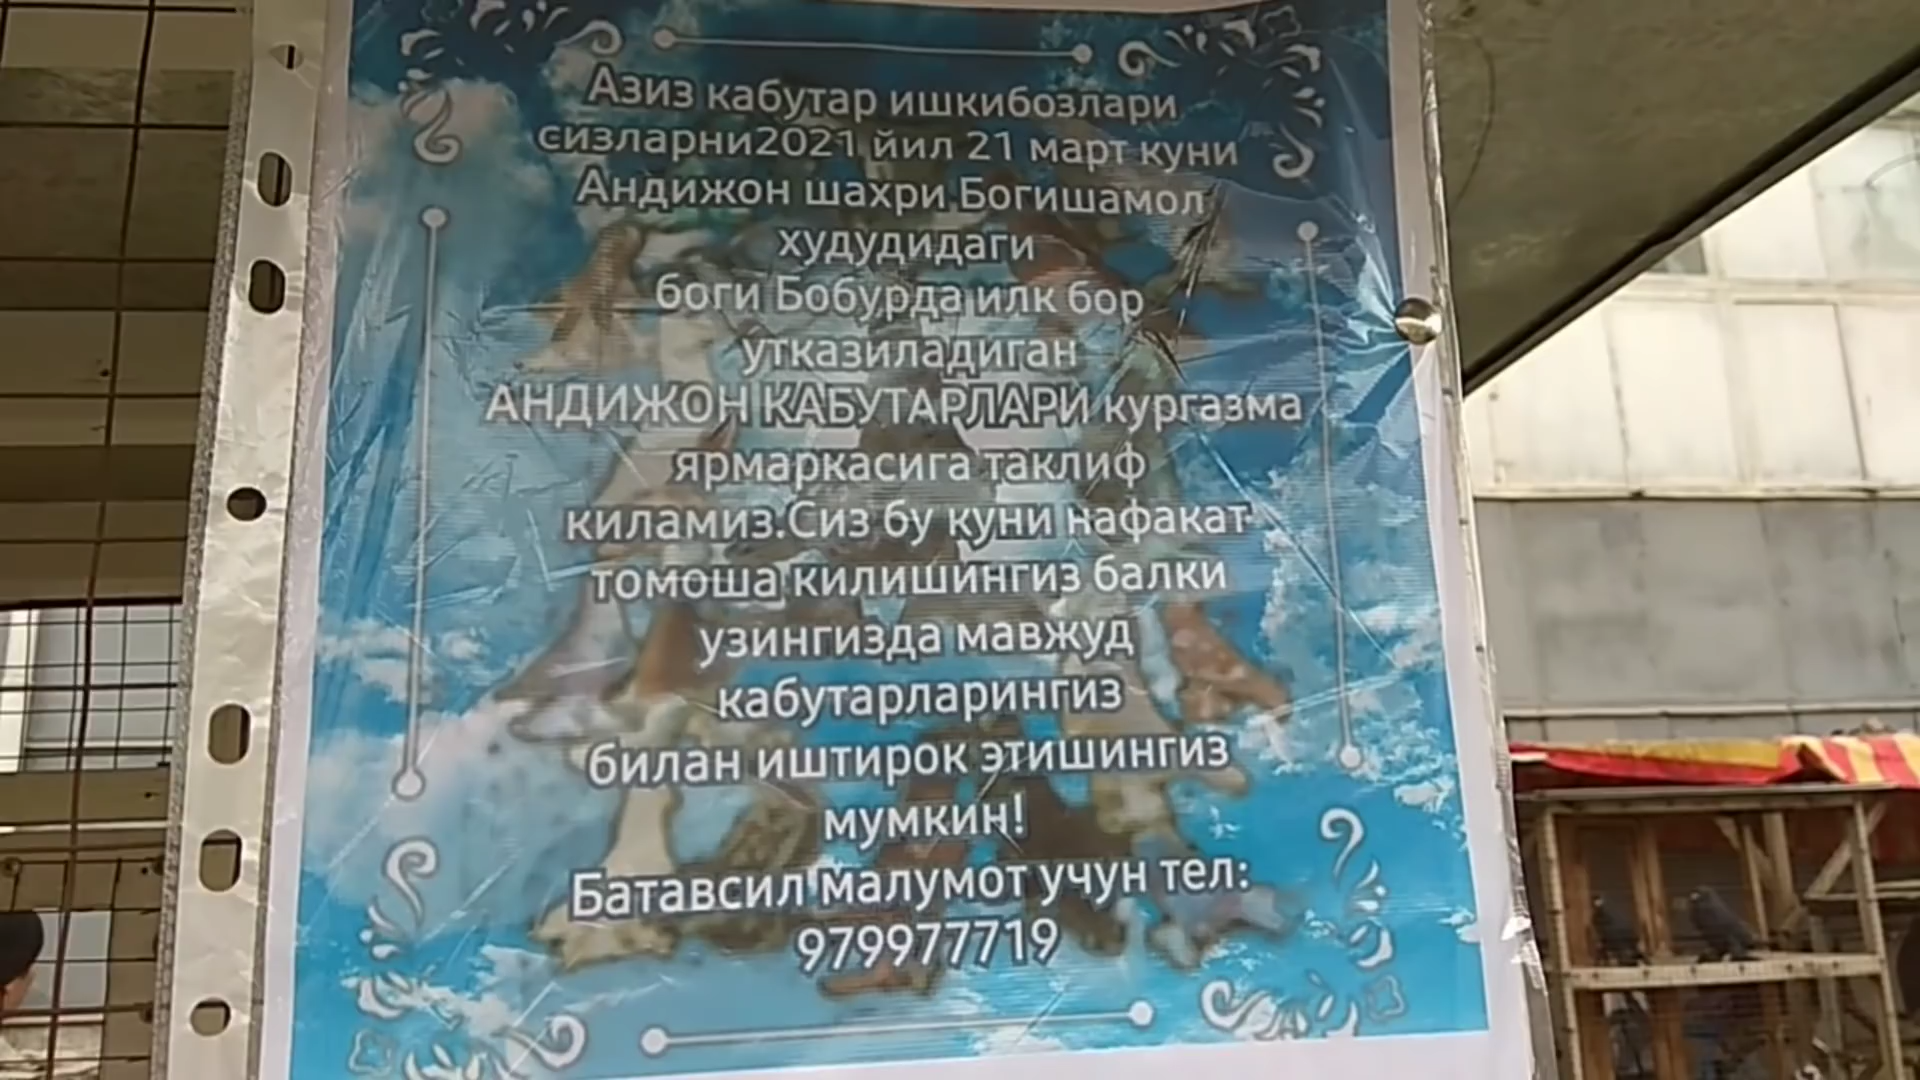 Азиз кабутар ишкибозлари
сизларни2021 йил 21 март куни
Андижон шахри.Богишамол
худудидаги
боги Бобурда илк бор
утказиладиган
АНДИЖОН КАБУТАРЛАРИ кургазма
ярмаркасига таклиф
киламиз.Сиз бу куни нафакат
томоша килишингиз балки
узингизда мавжуд
кабутарларингиз
билан иштирок этишингиз
мумкин!
Батавсил малумот учун тел:
979977719